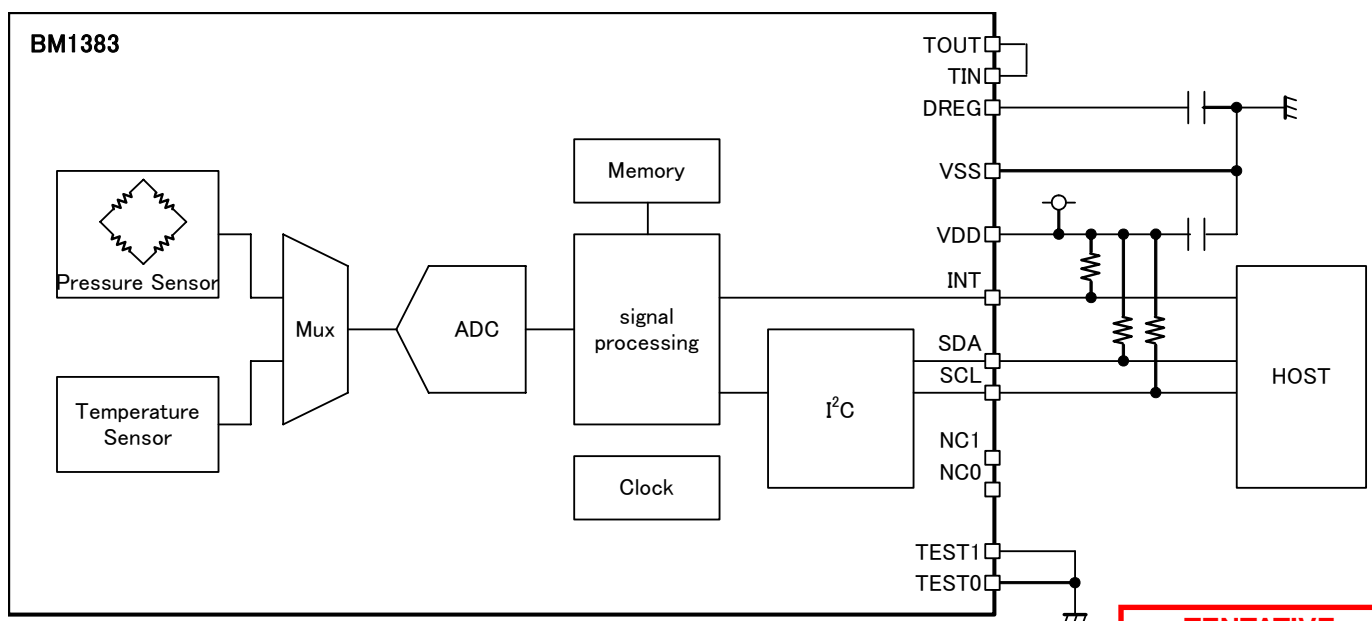 BM1383
TOUT
TIN
DREG
VSS
VDD
INT
SDA
SCL
NC1
NC0
TEST1
TEST0
Pressure Sensor
Temperature
Sensor
Mux
ADC
Memory
signal
processing
Clock
I²C
HOST
TENTATIVE